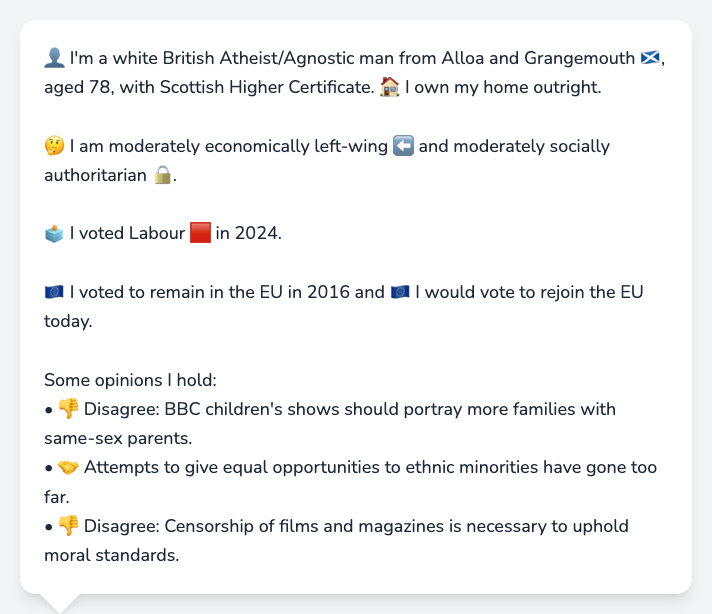 👤 I'm a white British Atheist/Agnostic man from Alloa and Grangemouth 🏴󠁧󠁢󠁳󠁣󠁴󠁿,
aged 78, with Scottish Higher Certificate. 🏠 I own my home outright.
🤔 I am moderately economically left-wing ⬅️ and moderately socially
authoritarian 🔒.
🗳️ I voted Labour 🟥 in 2024.
🇪🇺 I voted to remain in the EU in 2016 and 🇪🇺 I would vote to rejoin the EU
today.
Some opinions I hold:
• 👎 Disagree: BBC children's shows should portray more families with
same-sex parents.
• 🤝 Attempts to give equal opportunities to ethnic minorities have gone too
far.
• 👎 Disagree: Censorship of films and magazines is necessary to uphold
moral standards.